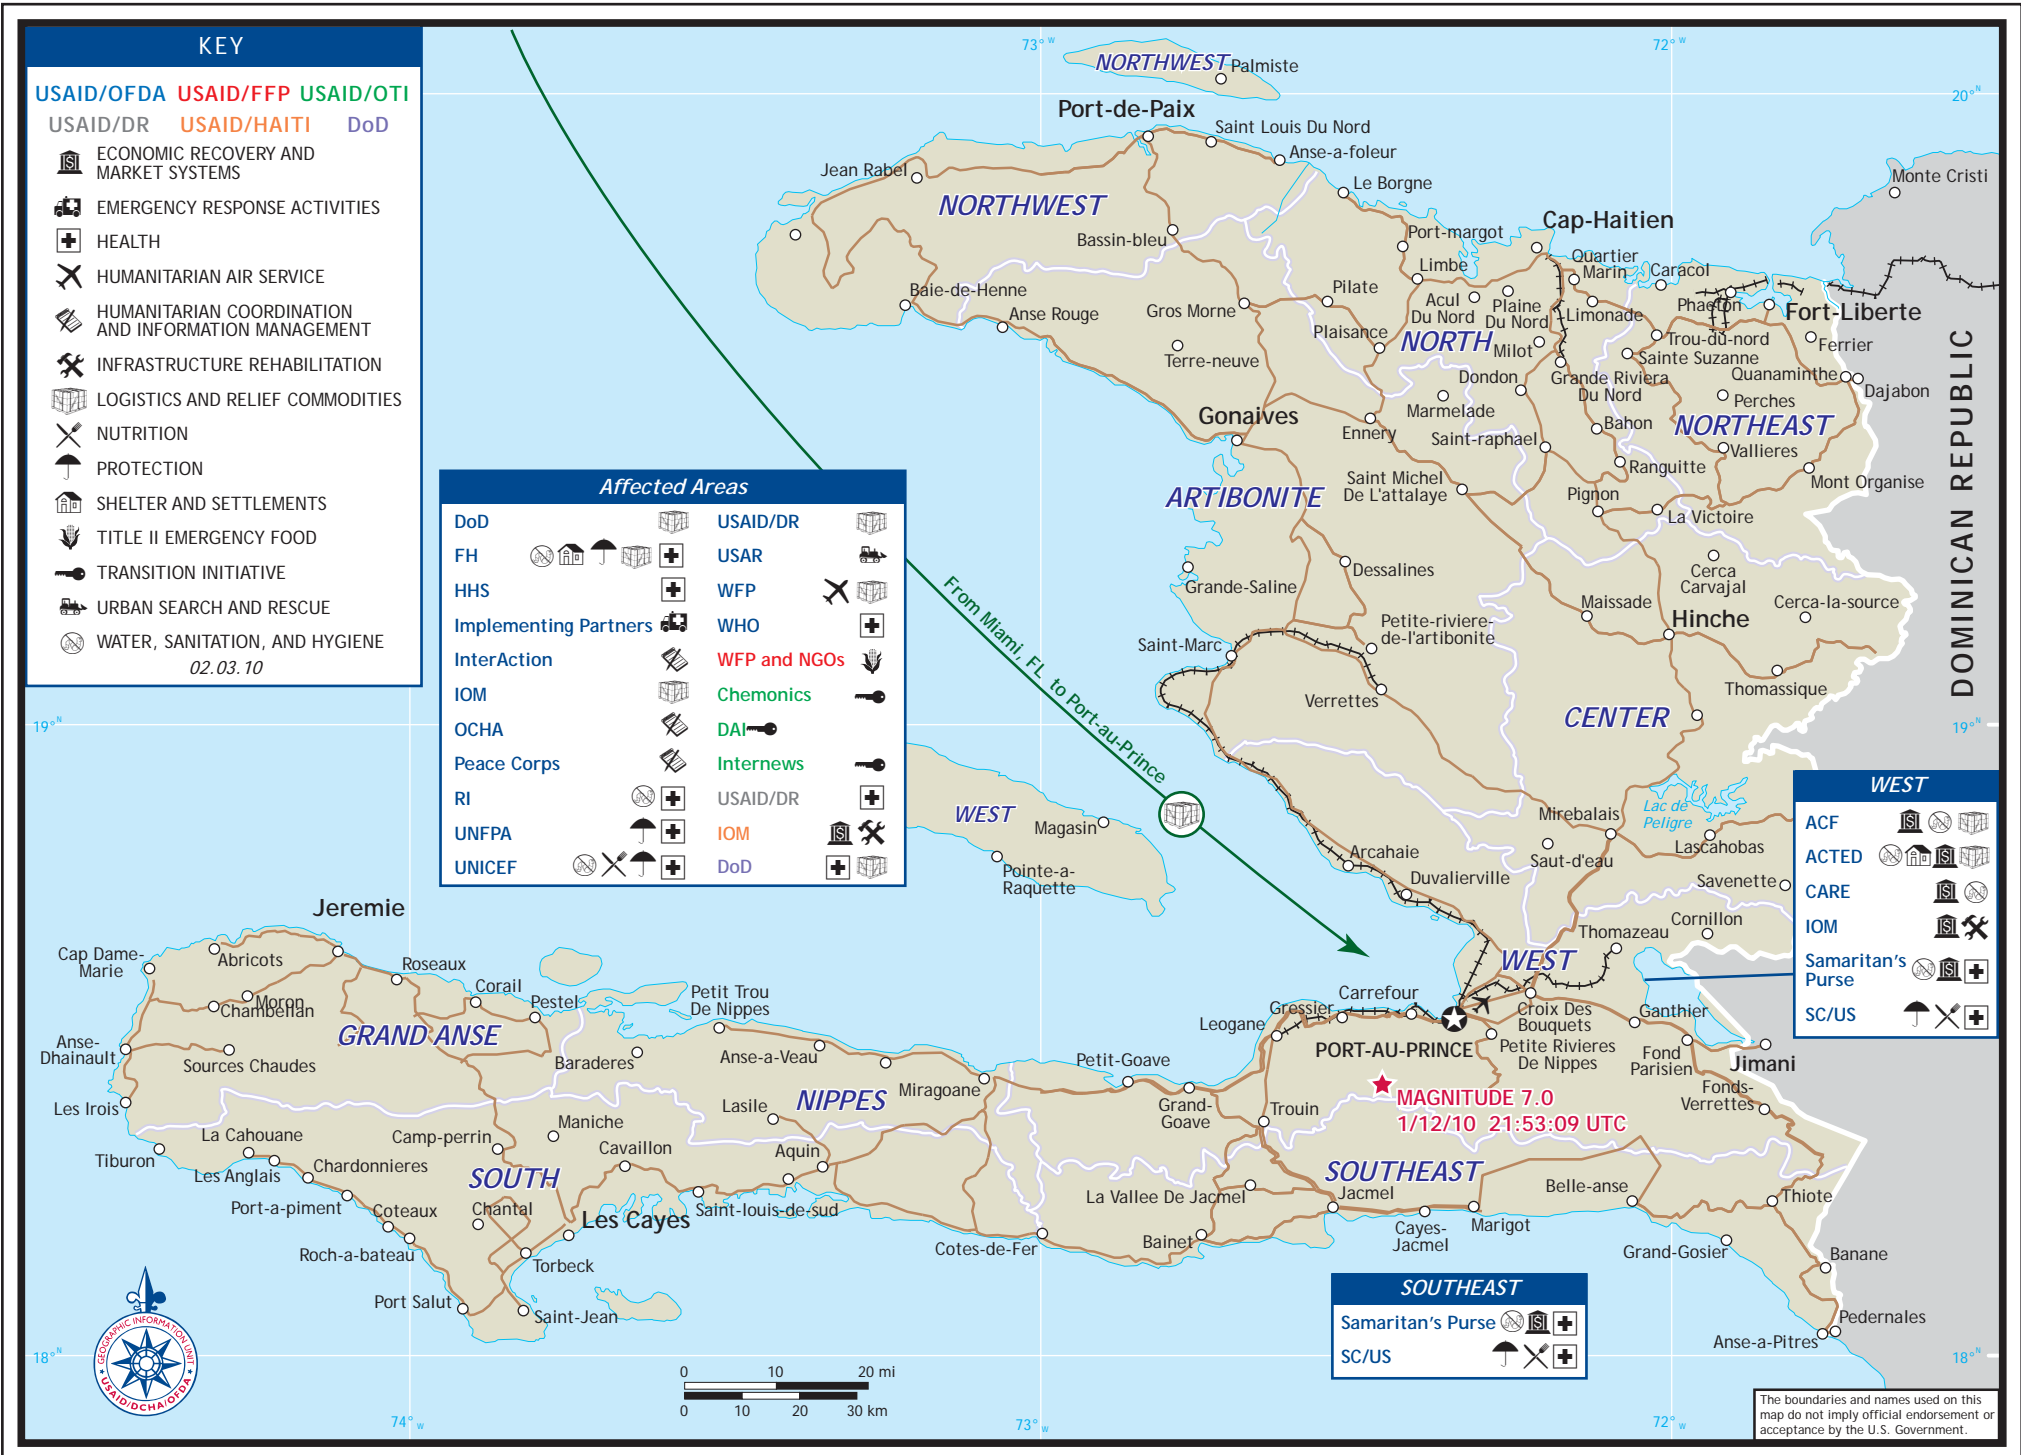 KEY
USAID/OFDA USAID/FFP USAID/OTI
USAID/DR USAID/HAITI DoD
ECONOMIC RECOVERY AND
MARKET SYSTEMS
EMERGENCY RESPONSE ACTIVITIES
HEALTH
HUMANITARIAN AIR SERVICE
HUMANITARIAN COORDINATION
AND INFORMATION MANAGEMENT
INFRASTRUCTURE REHABILITATION
LOGISTICS AND RELIEF COMMODITIES
NUTRITION
PROTECTION
SHELTER AND SETTLEMENTS
TITLE II EMERGENCY FOOD
TRANSITION INITIATIVE
URBAN SEARCH AND RESCUE
WATER, SANITATION, AND HYGIENE
02.03.10
73° W
72° W
20° N
NORTHWEST
Palmiste
Port-de-Paix
Saint Louis Du Nord
Anse-a-foleur
Jean Rabel
Le Borgne
Monte Cristi
NORTHWEST
Cap-Haitien
Bassin-bleu
Port-margot
Quartier
Marin
Limbe
Caracol
Baie-de-Henne
Pilate
Acul
Du Nord
Plaine
Du Nord
Phaeton
Anse Rouge
Gros Morne
Limonade
Fort-Liberte
Plaisance
NORTH
Milot
Trou-du-nord
Ferrier
Terre-neuve
Sainte Suzanne
Dondon
Grande Riviera
Du Nord
Quanaminthe
Dajabon
Marmelade
Perches
Gonaives
Ennery
Saint-raphael
Bahon
NORTHEAST
Vallieres
Ranguitte
Mont Organise
Saint Michel
De L'attalaye
Pignon
La Victoire
ARTIBONITE
DOMINICAN REPUBLIC
Dessalines
Cerca
Carvajal
Grande-Saline
Maissade
Cerca-la-source
Petite-riviere-
de-l'artibonite
Hinche
Saint-Marc
Verrettes
Thomassique
CENTER
19° N
19° N
From Miami, FL to Port-au-Prince
Affected Areas
DoD
FH
HHS
Implementing Partners
InterAction
IOM
OCHA
Peace Corps
RI
UNFPA
UNICEF
USAID/DR
USAR
WFP
WHO
WFP and NGOs
Chemonics
DAI
Internews
USAID/DR
IOM
DoD
WEST
Magasin
Pointe-a-
Raquette
Mirebalais
Lac de
Peligre
Lascahobas
Saut-d'eau
Arcahaie
Duvalierville
Savenette
Cornillon
Thomazeau
WEST
WEST
ACF
ACTED
CARE
IOM
Samaritan's
Purse
SC/US
Jeremie
Cap Dame-
Marie
Abricots
Roseaux
Corail
Moron
Chambellan
Pestel
Petit Trou
De Nippes
GRAND ANSE
Anse-
Dhainault
Sources Chaudes
Baraderes
Anse-a-Veau
Miragoane
Petit-Goave
Leogane
Gressier
Carrefour
PORT-AU-PRINCE
Croix Des
Bouquets
Petite Rivieres
De Nippes
Ganthier
Fond
Parisien
Jimani
Fonds-
Verrettes
MAGNITUDE 7.0
1/12/10 21:53:09 UTC
Les Irois
Lasile
NIPPES
Grand-
Goave
Trouin
La Cahouane
Camp-perrin
Maniche
Cavaillon
Aquin
Tiburon
Les Anglais
Chardonnieres
SOUTH
SOUTHEAST
Port-a-piment
Coteaux
Chantal
Les Cayes
Saint-louis-de-sud
La Vallee De Jacmel
Jacmel
Belle-anse
Thiote
Cayes-
Jacmel
Marigot
Roch-a-bateau
Torbeck
Cotes-de-Fer
Bainet
Grand-Gosier
Banane
Port Salut
Saint-Jean
Pedernales
Anse-a-Pitres
SOUTHEAST
Samaritan's Purse
SC/US
18° N
18° N
GEOGRAPHIC INFORMATION UNIT
USAID/DCHA/OFDA
0 10 20 mi
0 10 20 30 km
74° W
73° W
72° W
The boundaries and names used on this
map do not imply official endorsement or
acceptance by the U.S. Government.